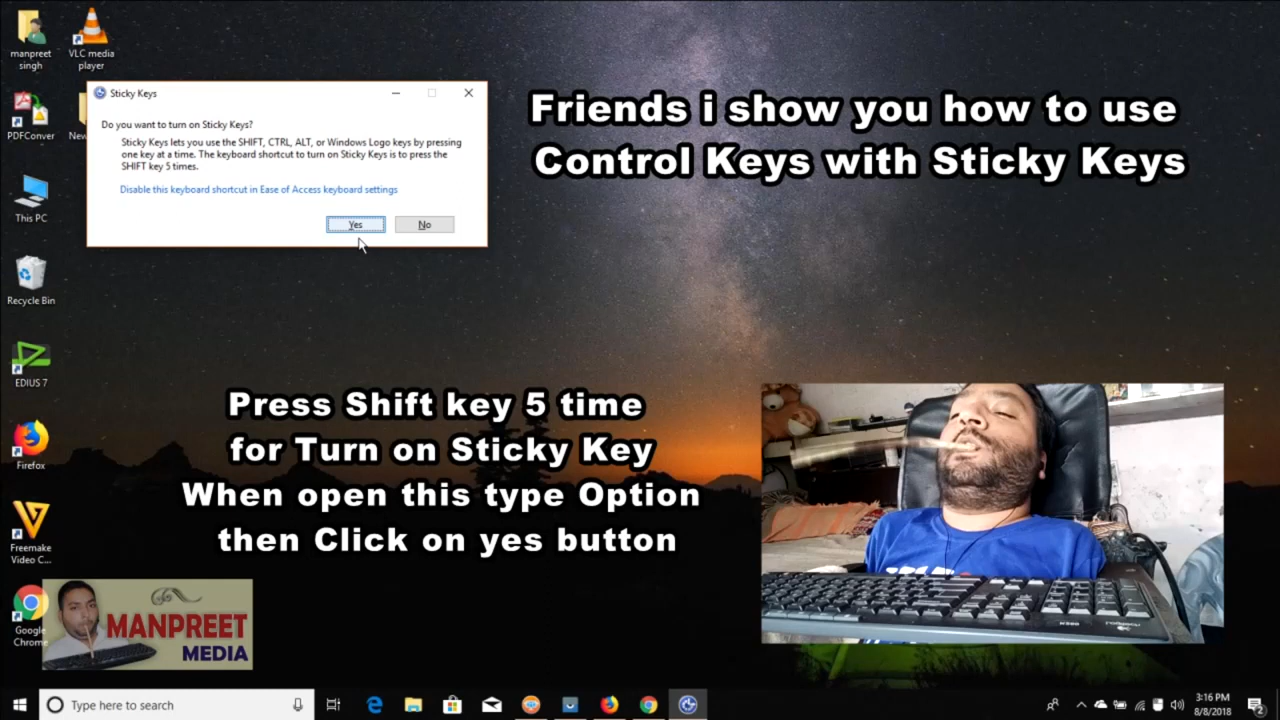 manpreet
singh
VLC media
player
PDFConver
This PC
Recycle Bin
EDIUS 7
Firefox
Freemake
Video C...
Google
Chrome
Sticky Keys
Do you want to turn on Sticky Keys?
Sticky Keys lets you use the SHIFT, CTRL, ALT, or Windows Logo keys by pressing
one key at a time. The keyboard shortcut to turn on Sticky Keys is to press the
SHIFT key 5 times.
Disable this keyboard shortcut in Ease of Access keyboard settings
Yes
No
Friends i show you how to use
Control Keys with Sticky Keys
Press Shift key 5 time
for Turn on Sticky Key
When open this type Option
then Click on yes button
MANPREET
MEDIA
Type here to search
3:16 PM
8/8/2018
2